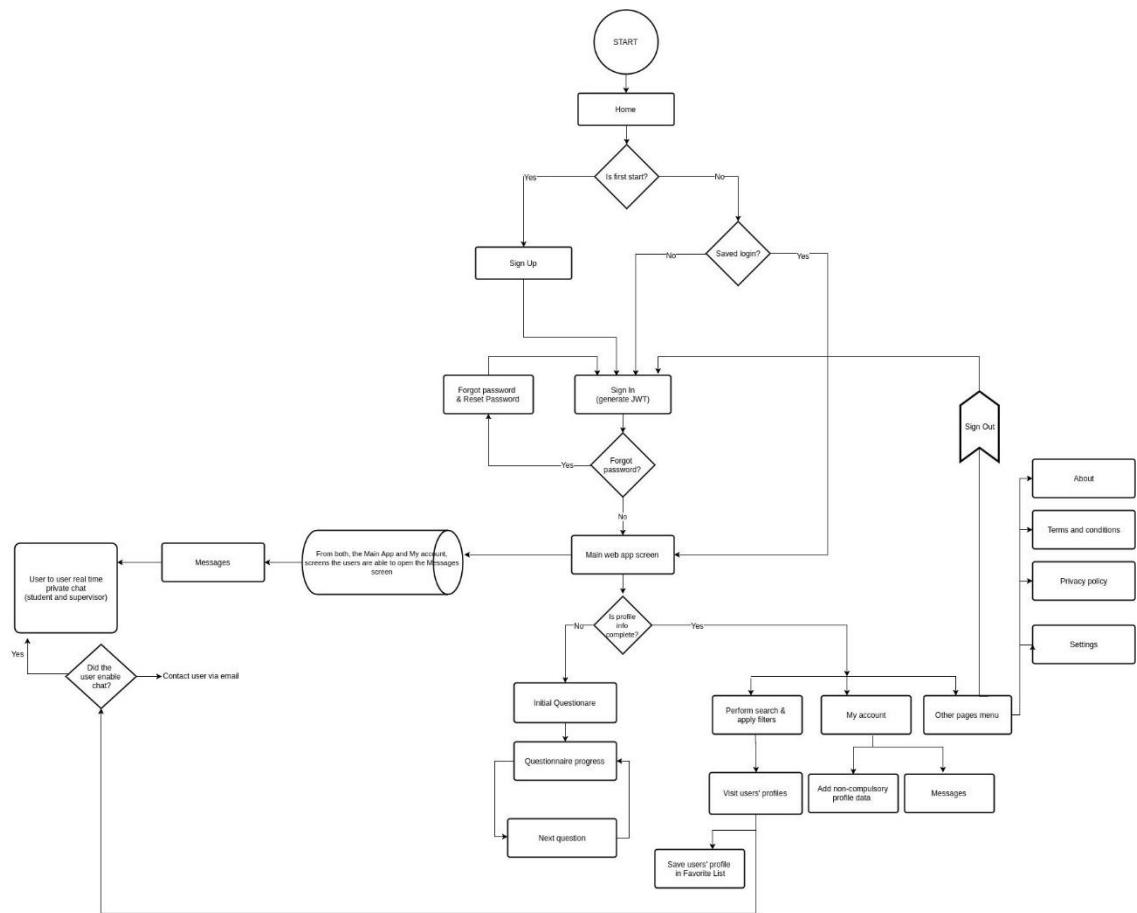 START
Home
Is first start?
Yes
No
Saved login?
No
Yes
Sign Up
Forgot password
& Reset Password
Sign In
(generate JWT)
Sign Out
Forgot
password?
Yes
No
About
Terms and conditions
Privacy policy
Settings
Main web app screen
From both, the Main App and My account,
screens the users are able to open the Messages
screen
Messages
User to user real time
private chat
(student and supervisor)
Yes
Did the
user enable
chat?
Contact user via email
Is profile
info
complete?
No
Yes
Initial Questionare
Questionnaire progress
Next question
Perform search &
apply filters
My account
Other pages menu
Visit users' profiles
Add non-compulsory
profile data
Messages
Save users' profile
in Favorite List